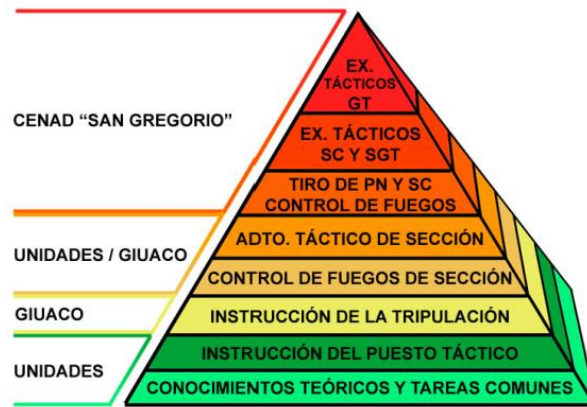 EX.
TÁCTICOS
GT
CENAD “SAN GREGORIO”
EX. TÁCTICOS
SC Y SGT
TIRO DE PN Y SC
CONTROL DE FUEGOS
UNIDADES / GIUACO
ADTO. TÁCTICO DE SECCIÓN
CONTROL DE FUEGOS DE SECCIÓN
GIUACO
INSTRUCCIÓN DE LA TRIPULACIÓN
UNIDADES
INSTRUCCIÓN DEL PUESTO TÁCTICO
CONOCIMIENTOS TEÓRICOS Y TAREAS COMUNES